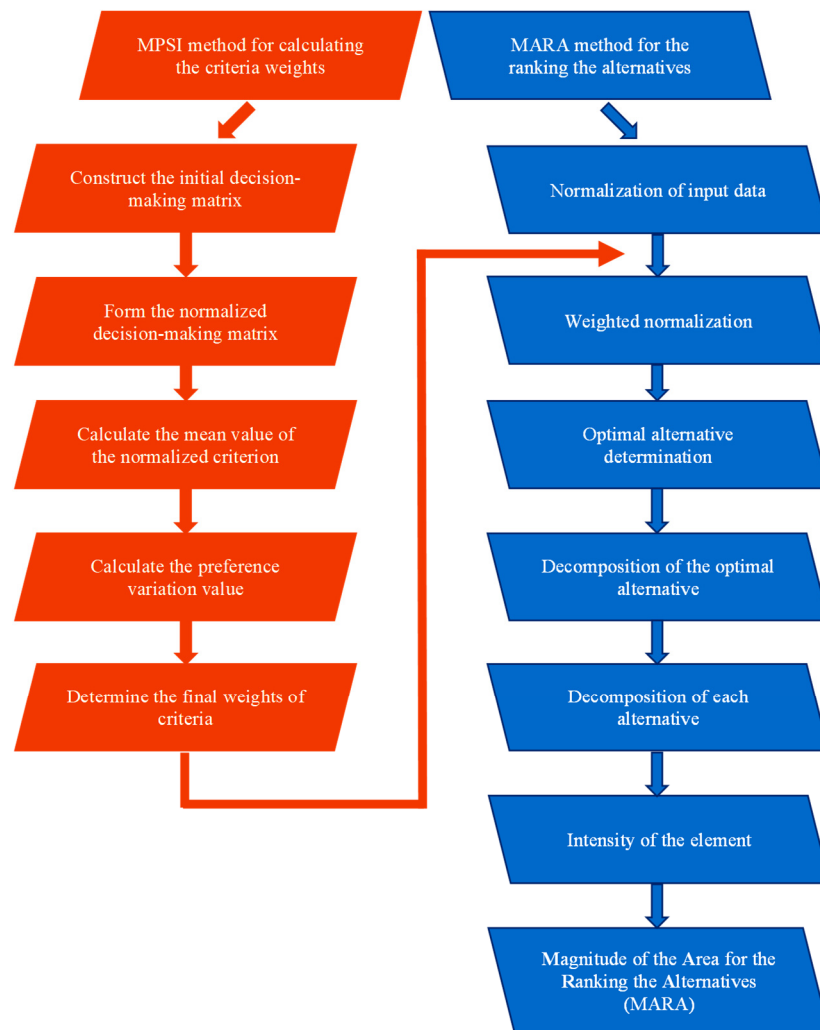 MPSI method for calculating
the criteria weights
Construct the initial decision-
making matrix
Form the normalized
decision-making matrix
Calculate the mean value of
the normalized criterion
Calculate the preference
variation value
Determine the final weights of
criteria
MARA method for the
ranking the alternatives
Normalization of input data
Weighted normalization
Optimal alternative
determination
Decomposition of the optimal
alternative
Decomposition of each
alternative
Intensity of the element
Magnitude of the Area for the
Ranking the Alternatives
(MARA)